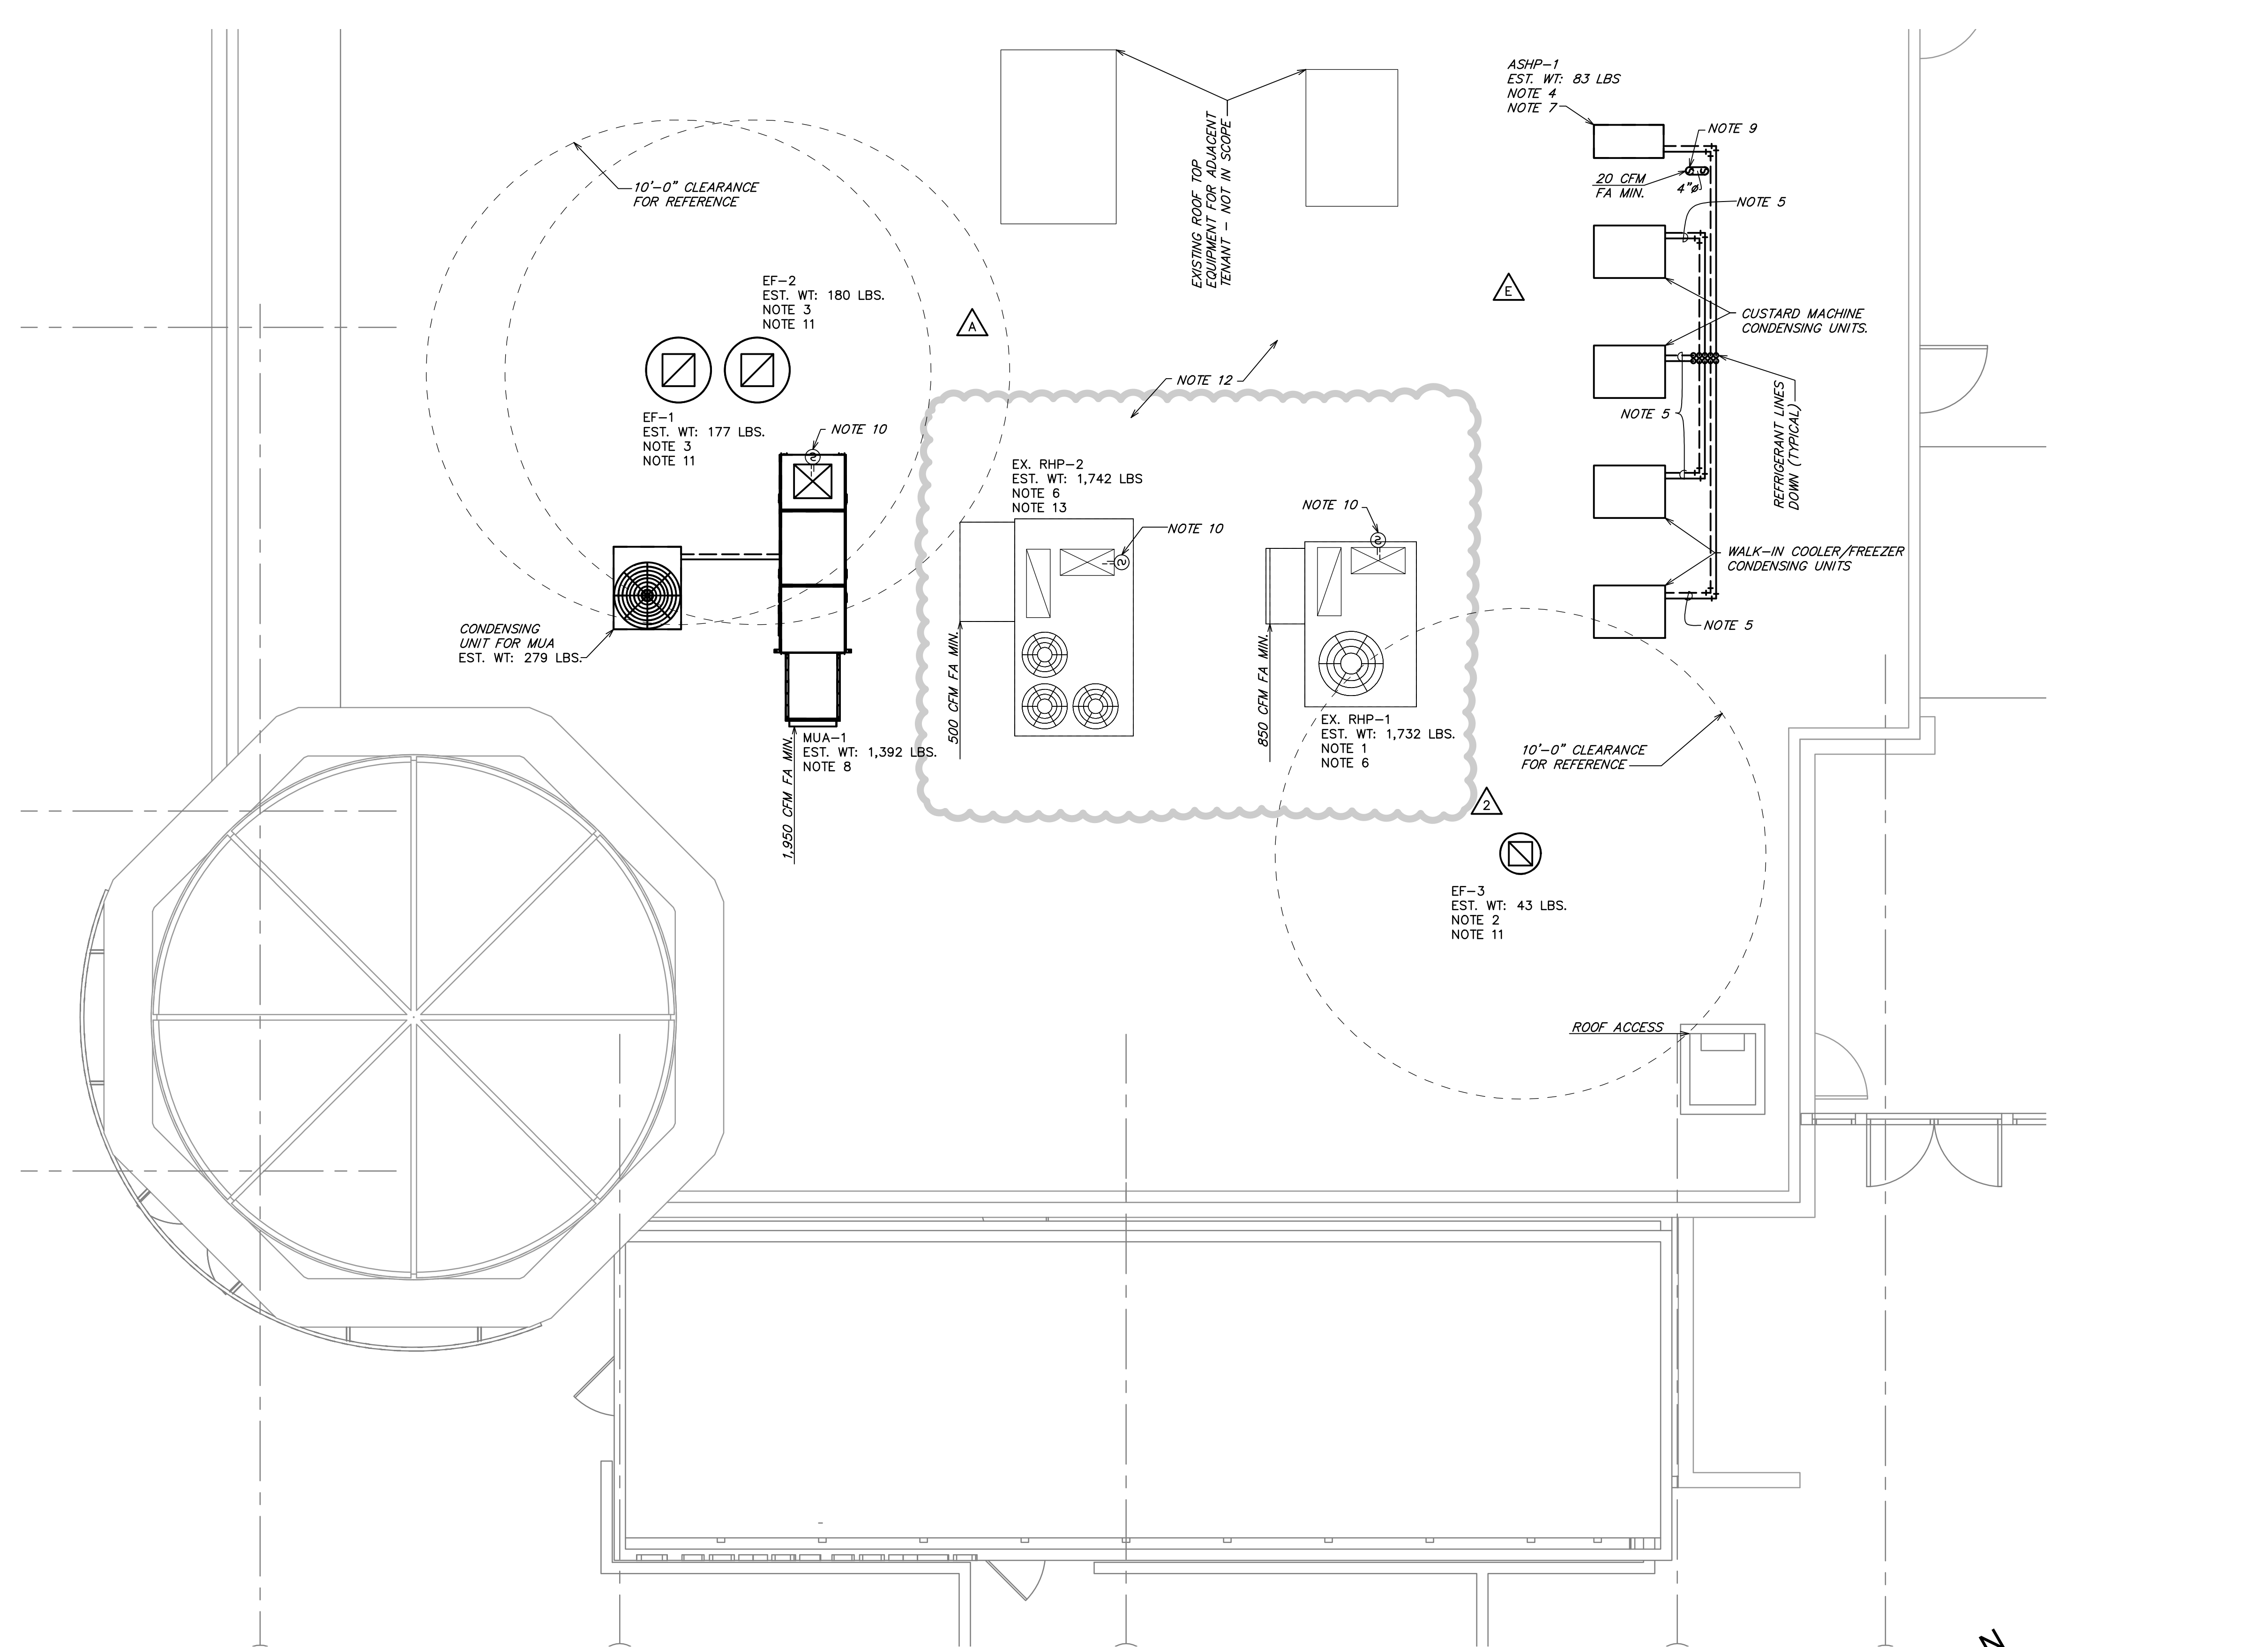 ASHP-1
EST. WT: 83 LBS
NOTE 4
NOTE 7
NOTE 9
20 CFM
FA MIN.
4"ø
NOTE 5
10'-0" CLEARANCE
FOR REFERENCE
EXISTING ROOF TOP
EQUIPMENT FOR ADJACENT
TENANT - NOT IN SCOPE
EF-2
EST. WT: 180 LBS.
NOTE 3
NOTE 11
A
E
CUSTARD MACHINE
CONDENSING UNITS.
NOTE 12
EF-1
EST. WT: 177 LBS.
NOTE 3
NOTE 11
NOTE 10
S
NOTE 5
REFRIGERANT LINES
DOWN (TYPICAL)
EX. RHP-2
EST. WT: 1,742 LBS
NOTE 6
NOTE 13
NOTE 10
S
NOTE 10
S
WALK-IN COOLER/FREEZER
CONDENSING UNITS
NOTE 5
CONDENSING
UNIT FOR MUA
EST. WT: 279 LBS.
500 CFM FA MIN.
850 CFM FA MIN.
1,950 CFM FA MIN.
MUA-1
EST. WT: 1,392 LBS.
NOTE 8
EX. RHP-1
EST. WT: 1,732 LBS.
NOTE 1
NOTE 6
10'-0" CLEARANCE
FOR REFERENCE
2
EF-3
EST. WT: 43 LBS.
NOTE 2
NOTE 11
ROOF ACCESS
N